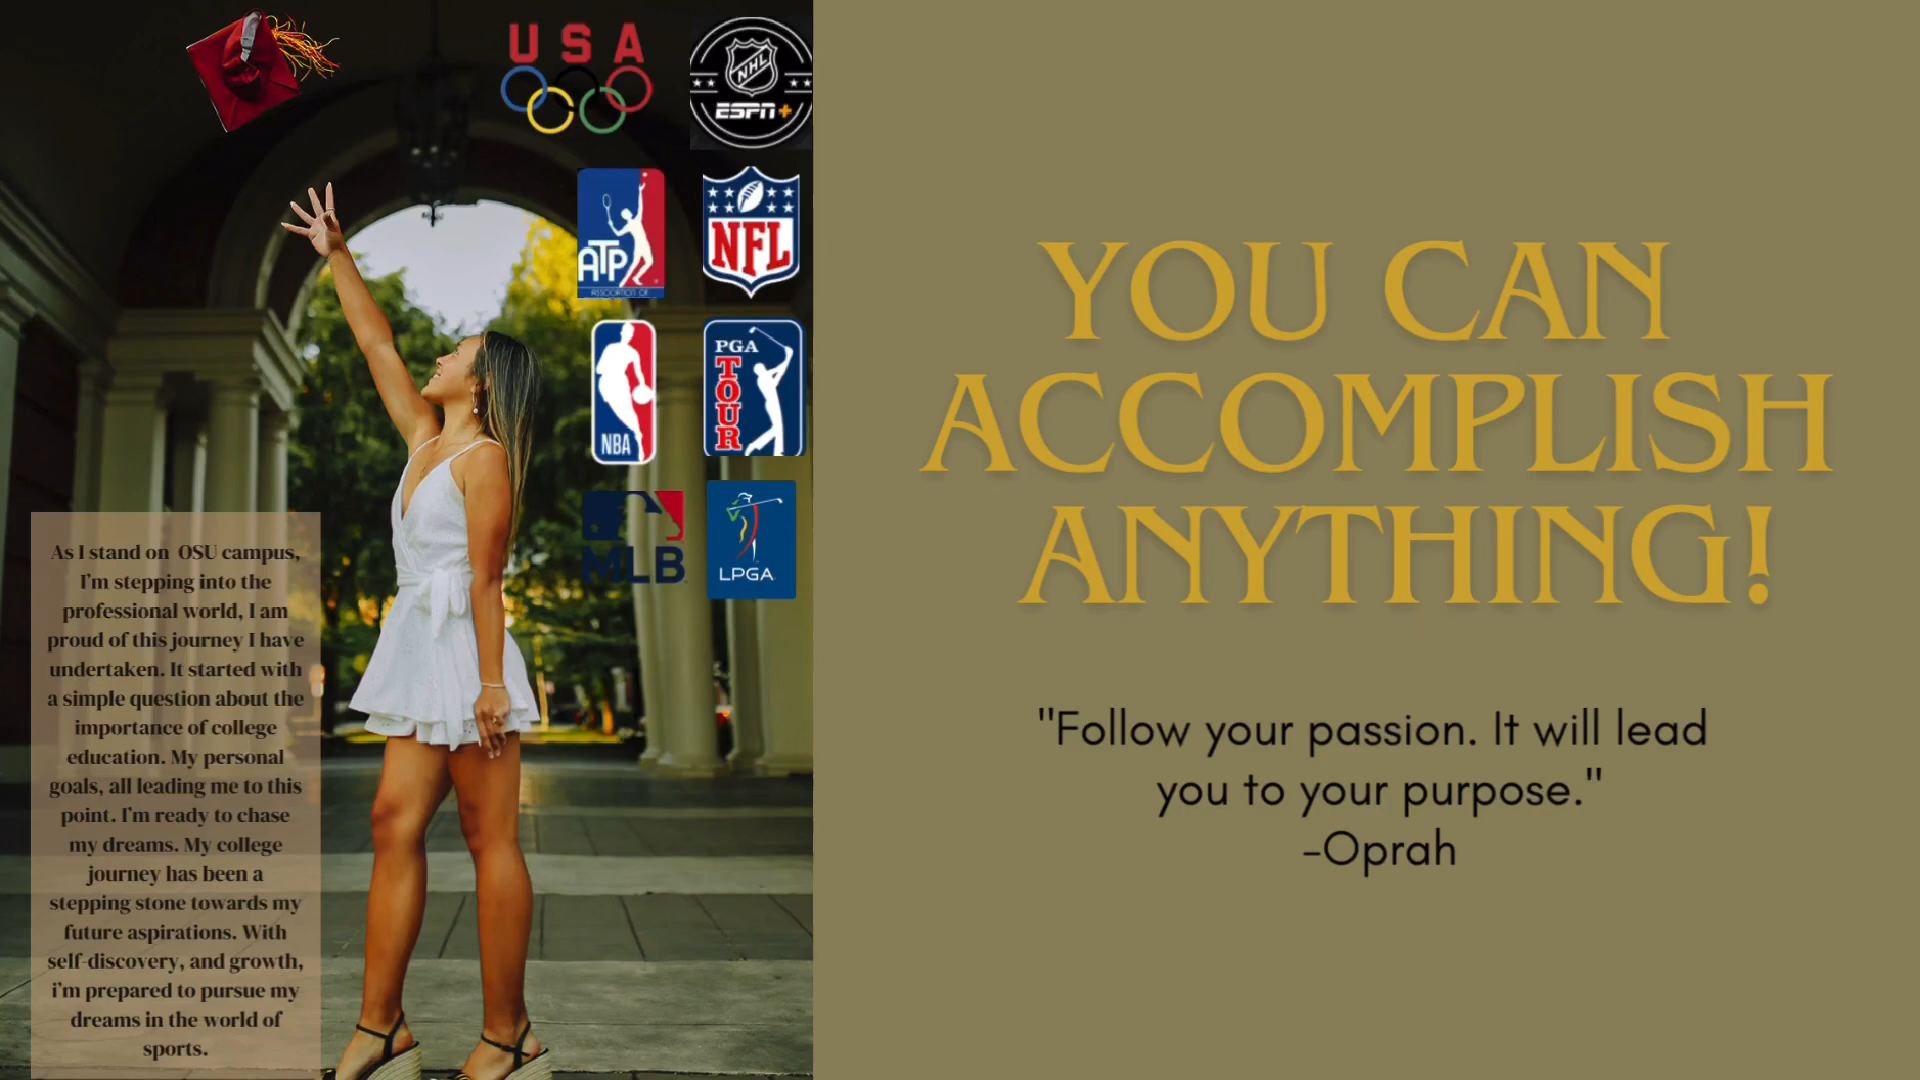 USA
NHL
ESPN+
ATP
ASSOCIATION OF
NFL
NBA
PGA
TOUR
MLB
LPGA
As I stand on OSU campus,
I'm stepping into the
professional world, I am
proud of this journey I have
undertaken. It started with
a simple question about the
importance of college
education. My personal
goals, all leading me to this
point. I'm ready to chase
my dreams. My college
journey has been a
stepping stone towards my
future aspirations. With
self-discovery, and growth,
i'm prepared to pursue my
dreams in the world of
sports.
YOU CAN
ACCOMPLISH
ANYTHING!
"Follow your passion. It will lead
you to your purpose."
-Oprah